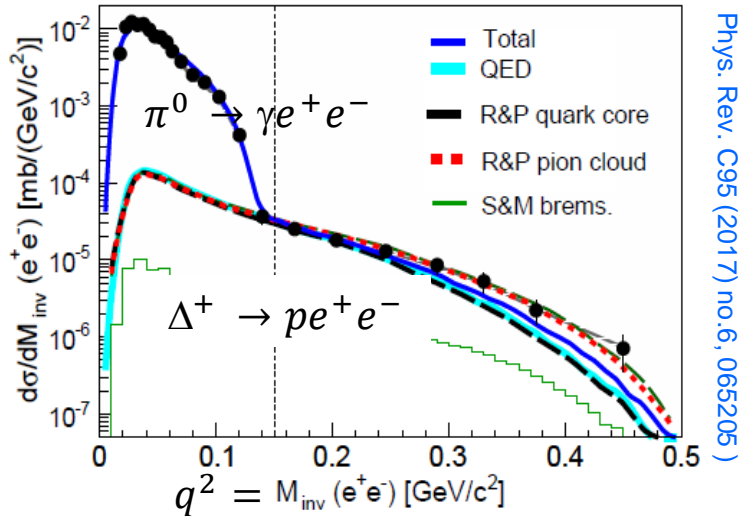 10⁻²
10⁻³
10⁻⁴
10⁻⁵
10⁻⁶
10⁻⁷
dσ/dM_inv (e⁺e⁻) [mb/(GeV/c²)]
π⁰ → γe⁺e⁻
Δ⁺ → pe⁺e⁻
Total
QED
R&P quark core
R&P pion cloud
S&M brems.
0 0.1 0.2 0.3 0.4 0.5
q² = M_inv (e⁺e⁻) [GeV/c²]
Phys. Rev. C95 (2017) no.6, 065205 )